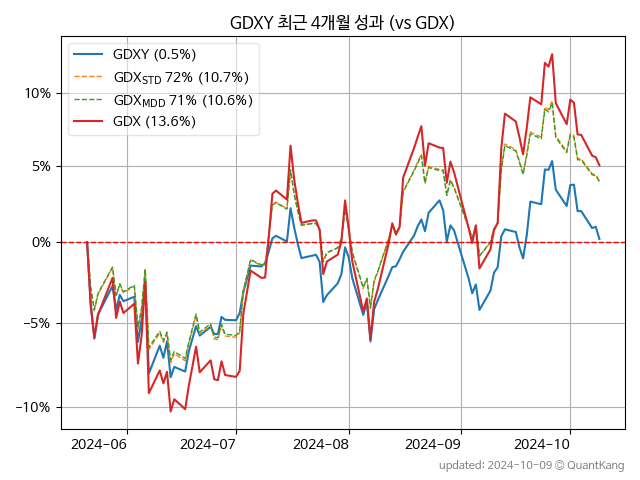 GDXY 최근 4개월 성과 (vs GDX)
GDXY (0.5%)
GDX_STD 72% (10.7%)
GDX_MDD 71% (10.6%)
GDX (13.6%)
10%
5%
0%
−5%
−10%
2024-06 2024-07 2024-08 2024-09 2024-10
updated: 2024-10-09 © QuantKang